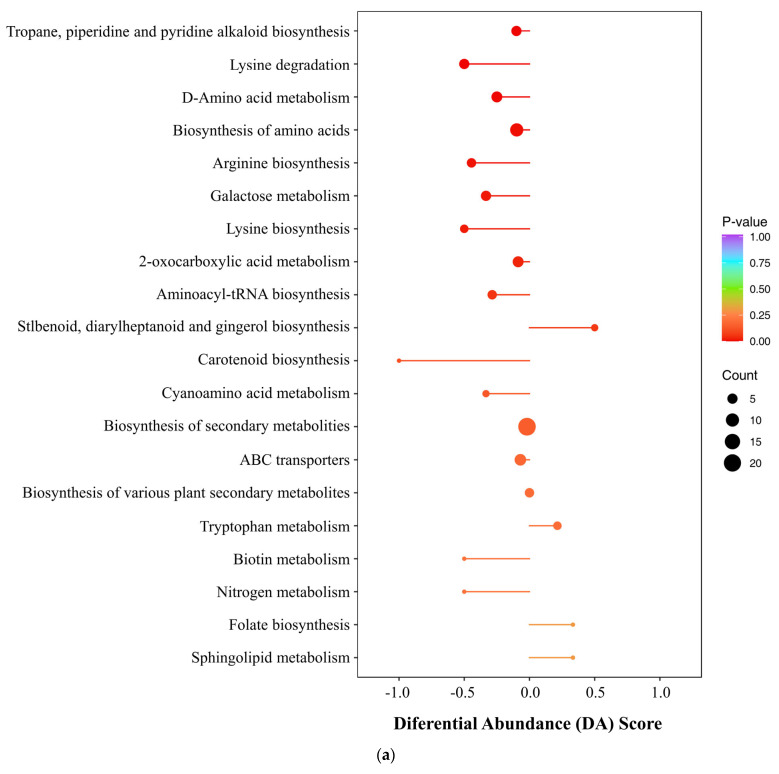 Tropane, piperidine and pyridine alkaloid biosynthesis
Lysine degradation
D-Amino acid metabolism
Biosynthesis of amino acids
Arginine biosynthesis
Galactose metabolism
Lysine biosynthesis
2-oxocarboxylic acid metabolism
Aminoacyl-tRNA biosynthesis
Stlbenoid, diarylheptanoid and gingerol biosynthesis
Carotenoid biosynthesis
Cyanoamino acid metabolism
Biosynthesis of secondary metabolities
ABC transporters
Biosynthesis of various plant secondary metabolites
Tryptophan metabolism
Biotin metabolism
Nitrogen metabolism
Folate biosynthesis
Sphingolipid metabolism
-1.0 -0.5 0.0 0.5 1.0
Diferential Abundance (DA) Score
P-value
1.00
0.75
0.50
0.25
0.00
Count
5
10
15
20
(a)